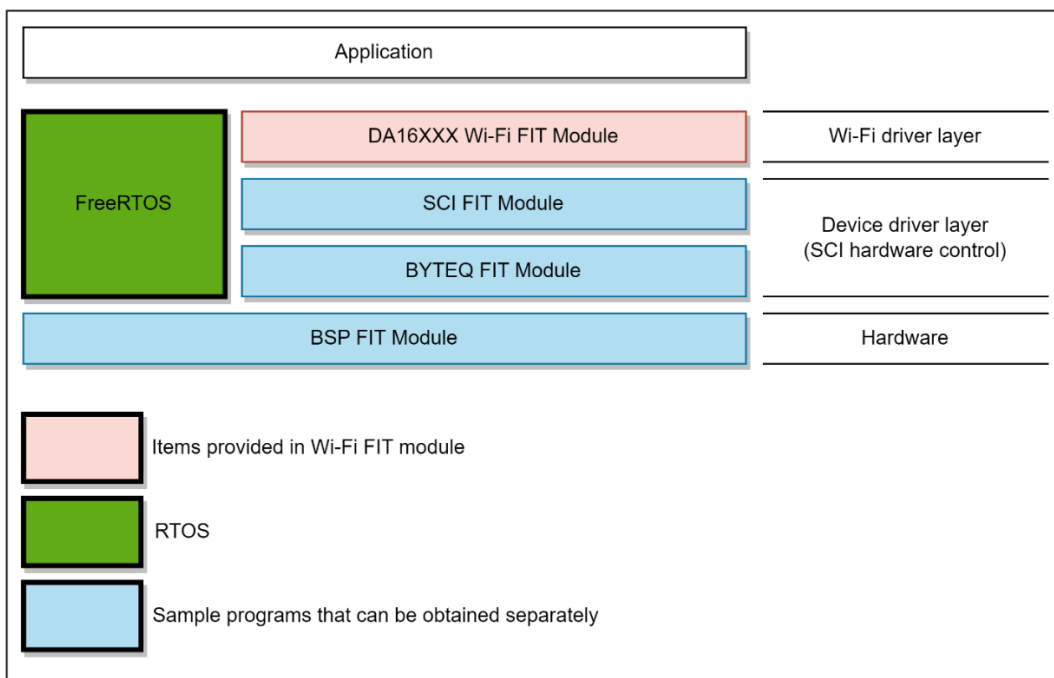 Application
DA16XXX Wi-Fi FIT Module
Wi-Fi driver layer
FreeRTOS
SCI FIT Module
Device driver layer
(SCI hardware control)
BYTEQ FIT Module
BSP FIT Module
Hardware
Items provided in Wi-Fi FIT module
RTOS
Sample programs that can be obtained separately